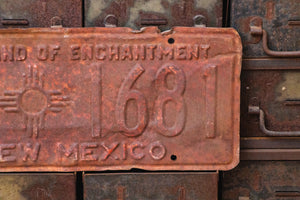 ND OF ENCHANTMENT
1681
EW MEXICO